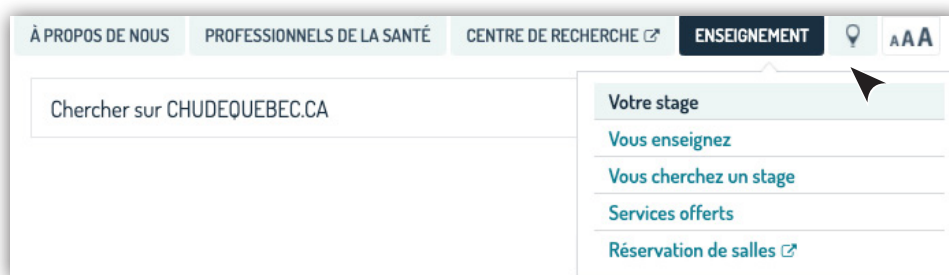 À PROPOS DE NOUS PROFESSIONNELS DE LA SANTÉ CENTRE DE RECHERCHE ENSEIGNEMENT AAA
Chercher sur CHUDEQUEBEC.CA
Votre stage
Vous enseignez
Vous cherchez un stage
Services offerts
Réservation de salles